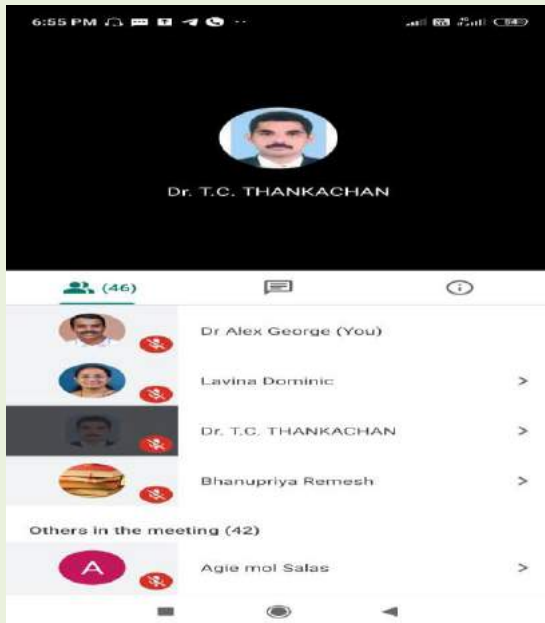 6:55 PM
54
Dr. T.C. THANKACHAN
(46)
Dr Alex George (You)
Lavina Dominic
Dr. T.C. THANKACHAN
Bhanupriya Remesh
Others in the meeting (42)
A
Agie mol Salas